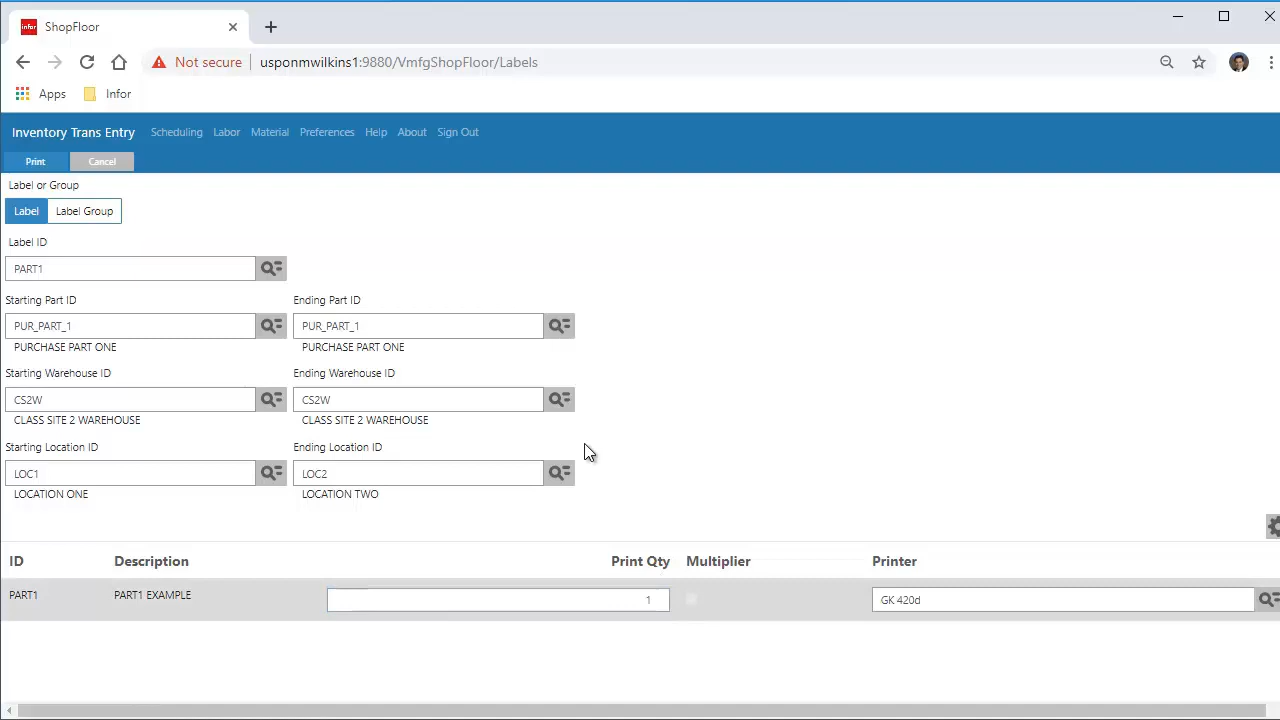 infor ShopFloor
Not secure usponmwilkins1:9880/VmfgShopFloor/Labels
Apps Infor
Inventory Trans Entry Scheduling Labor Material Preferences Help About Sign Out
Print Cancel
Label or Group
Label Label Group
Label ID
PART1
Starting Part ID Ending Part ID
PUR_PART_1 PUR_PART_1
PURCHASE PART ONE PURCHASE PART ONE
Starting Warehouse ID Ending Warehouse ID
CS2W CS2W
CLASS SITE 2 WAREHOUSE CLASS SITE 2 WAREHOUSE
Starting Location ID Ending Location ID
LOC1 LOC2
LOCATION ONE LOCATION TWO
ID Description Print Qty Multiplier Printer
PART1 PART1 EXAMPLE 1 GK 420d